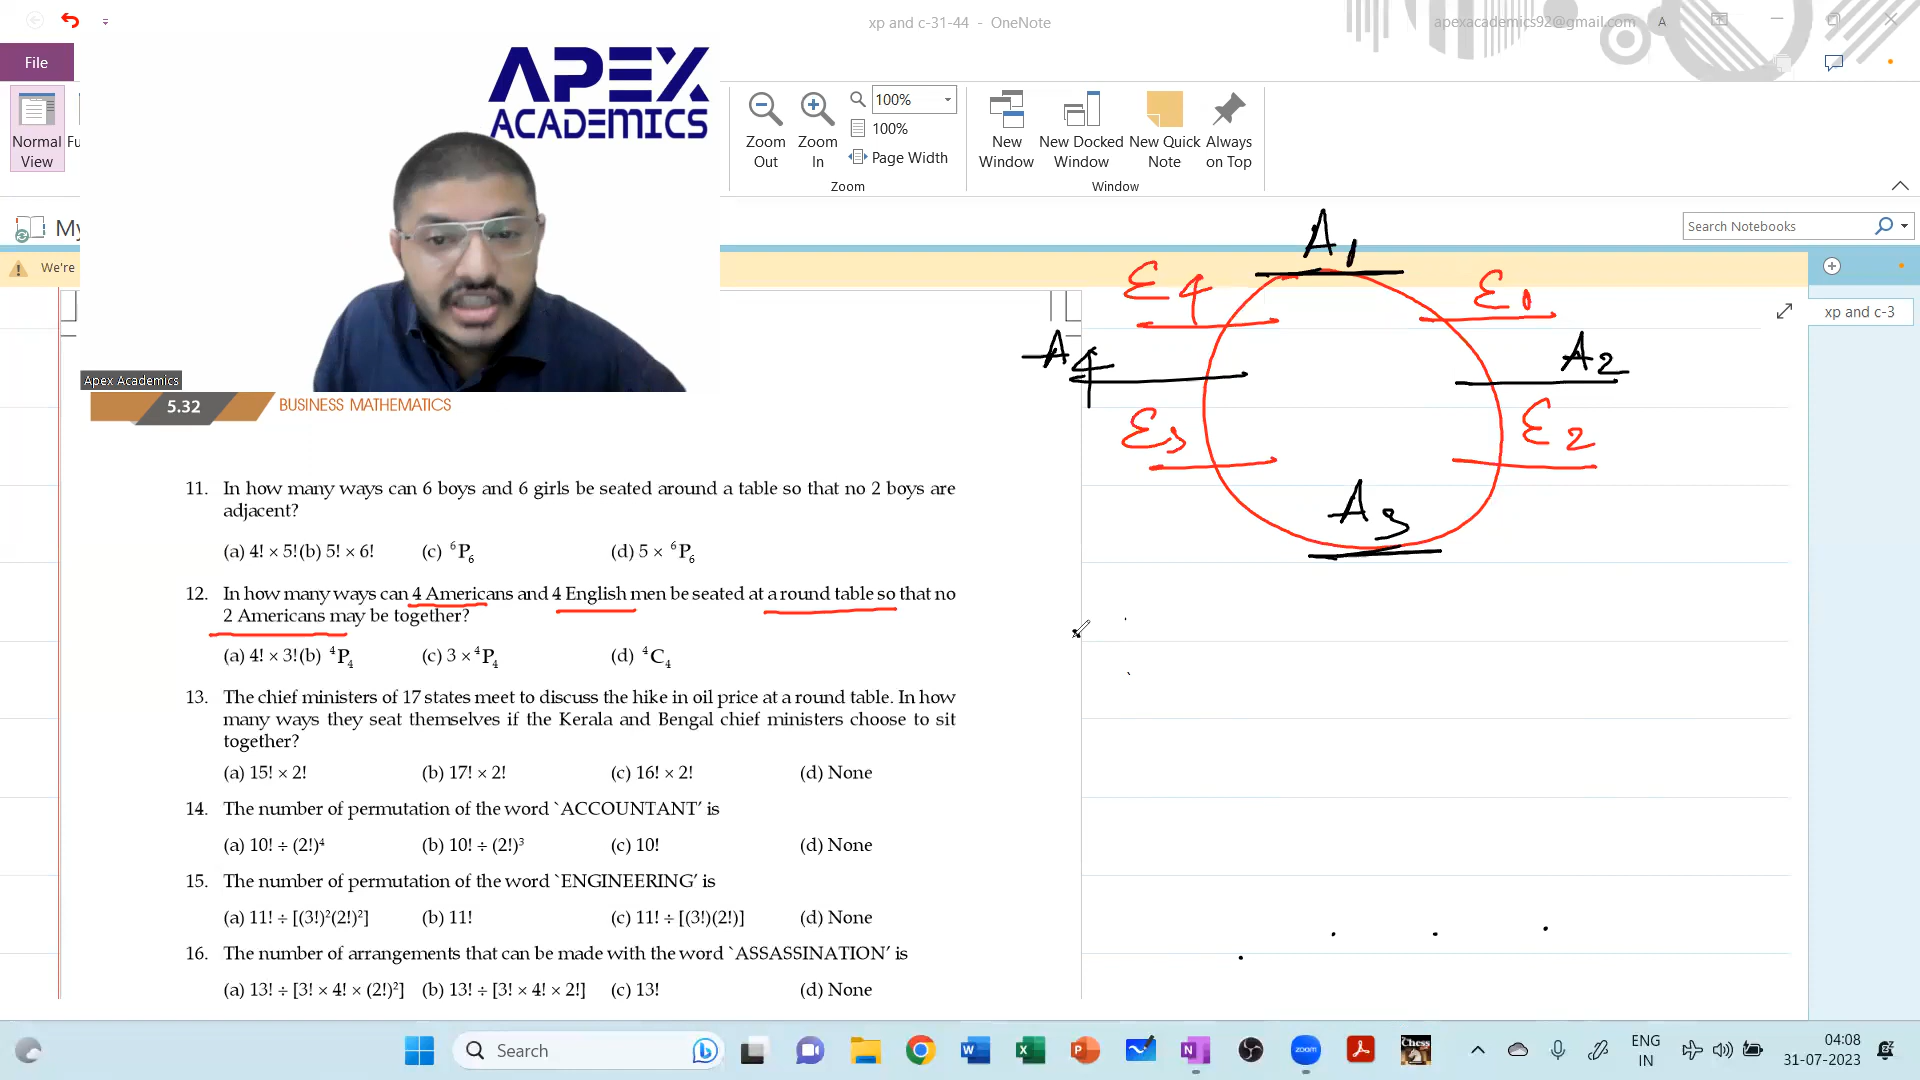 xp and c-31-44 - OneNote
apexacademics92@gmail.com A
File
APEX
ACADEMICS
Normal
View
Fu
Zoom
Out
Zoom
In
100%
100%
Page Width
Zoom
New
Window
New Docked
Window
New Quick
Note
Always
on Top
Window
My
Search Notebooks
We're
xp and c-3
Apex Academics
5.32
BUSINESS MATHEMATICS
11. In how many ways can 6 boys and 6 girls be seated around a table so that no 2 boys are
adjacent?
(a) 4! × 5! (b) 5! × 6! (c) ⁶P₆ (d) 5 × ⁶P₆
12. In how many ways can 4 Americans and 4 English men be seated at a round table so that no
2 Americans may be together?
(a) 4! × 3! (b) ⁴P₄ (c) 3 × ⁴P₄ (d) ⁴C₄
13. The chief ministers of 17 states meet to discuss the hike in oil price at a round table. In how
many ways they seat themselves if the Kerala and Bengal chief ministers choose to sit
together?
(a) 15! × 2! (b) 17! × 2! (c) 16! × 2! (d) None
14. The number of permutation of the word `ACCOUNTANT’ is
(a) 10! ÷ (2!)⁴ (b) 10! ÷ (2!)³ (c) 10! (d) None
15. The number of permutation of the word `ENGINEERING’ is
(a) 11! ÷ [(3!)²(2!)²] (b) 11! (c) 11! ÷ [(3!)(2!)] (d) None
16. The number of arrangements that can be made with the word `ASSASSINATION’ is
(a) 13! ÷ [3! × 4! × (2!)²] (b) 13! ÷ [3! × 4! × 2!] (c) 13! (d) None
A1
E4
E1
A4
A2
E3
E2
A3
Search
Chess
zoom
ENG
IN
04:08
31-07-2023